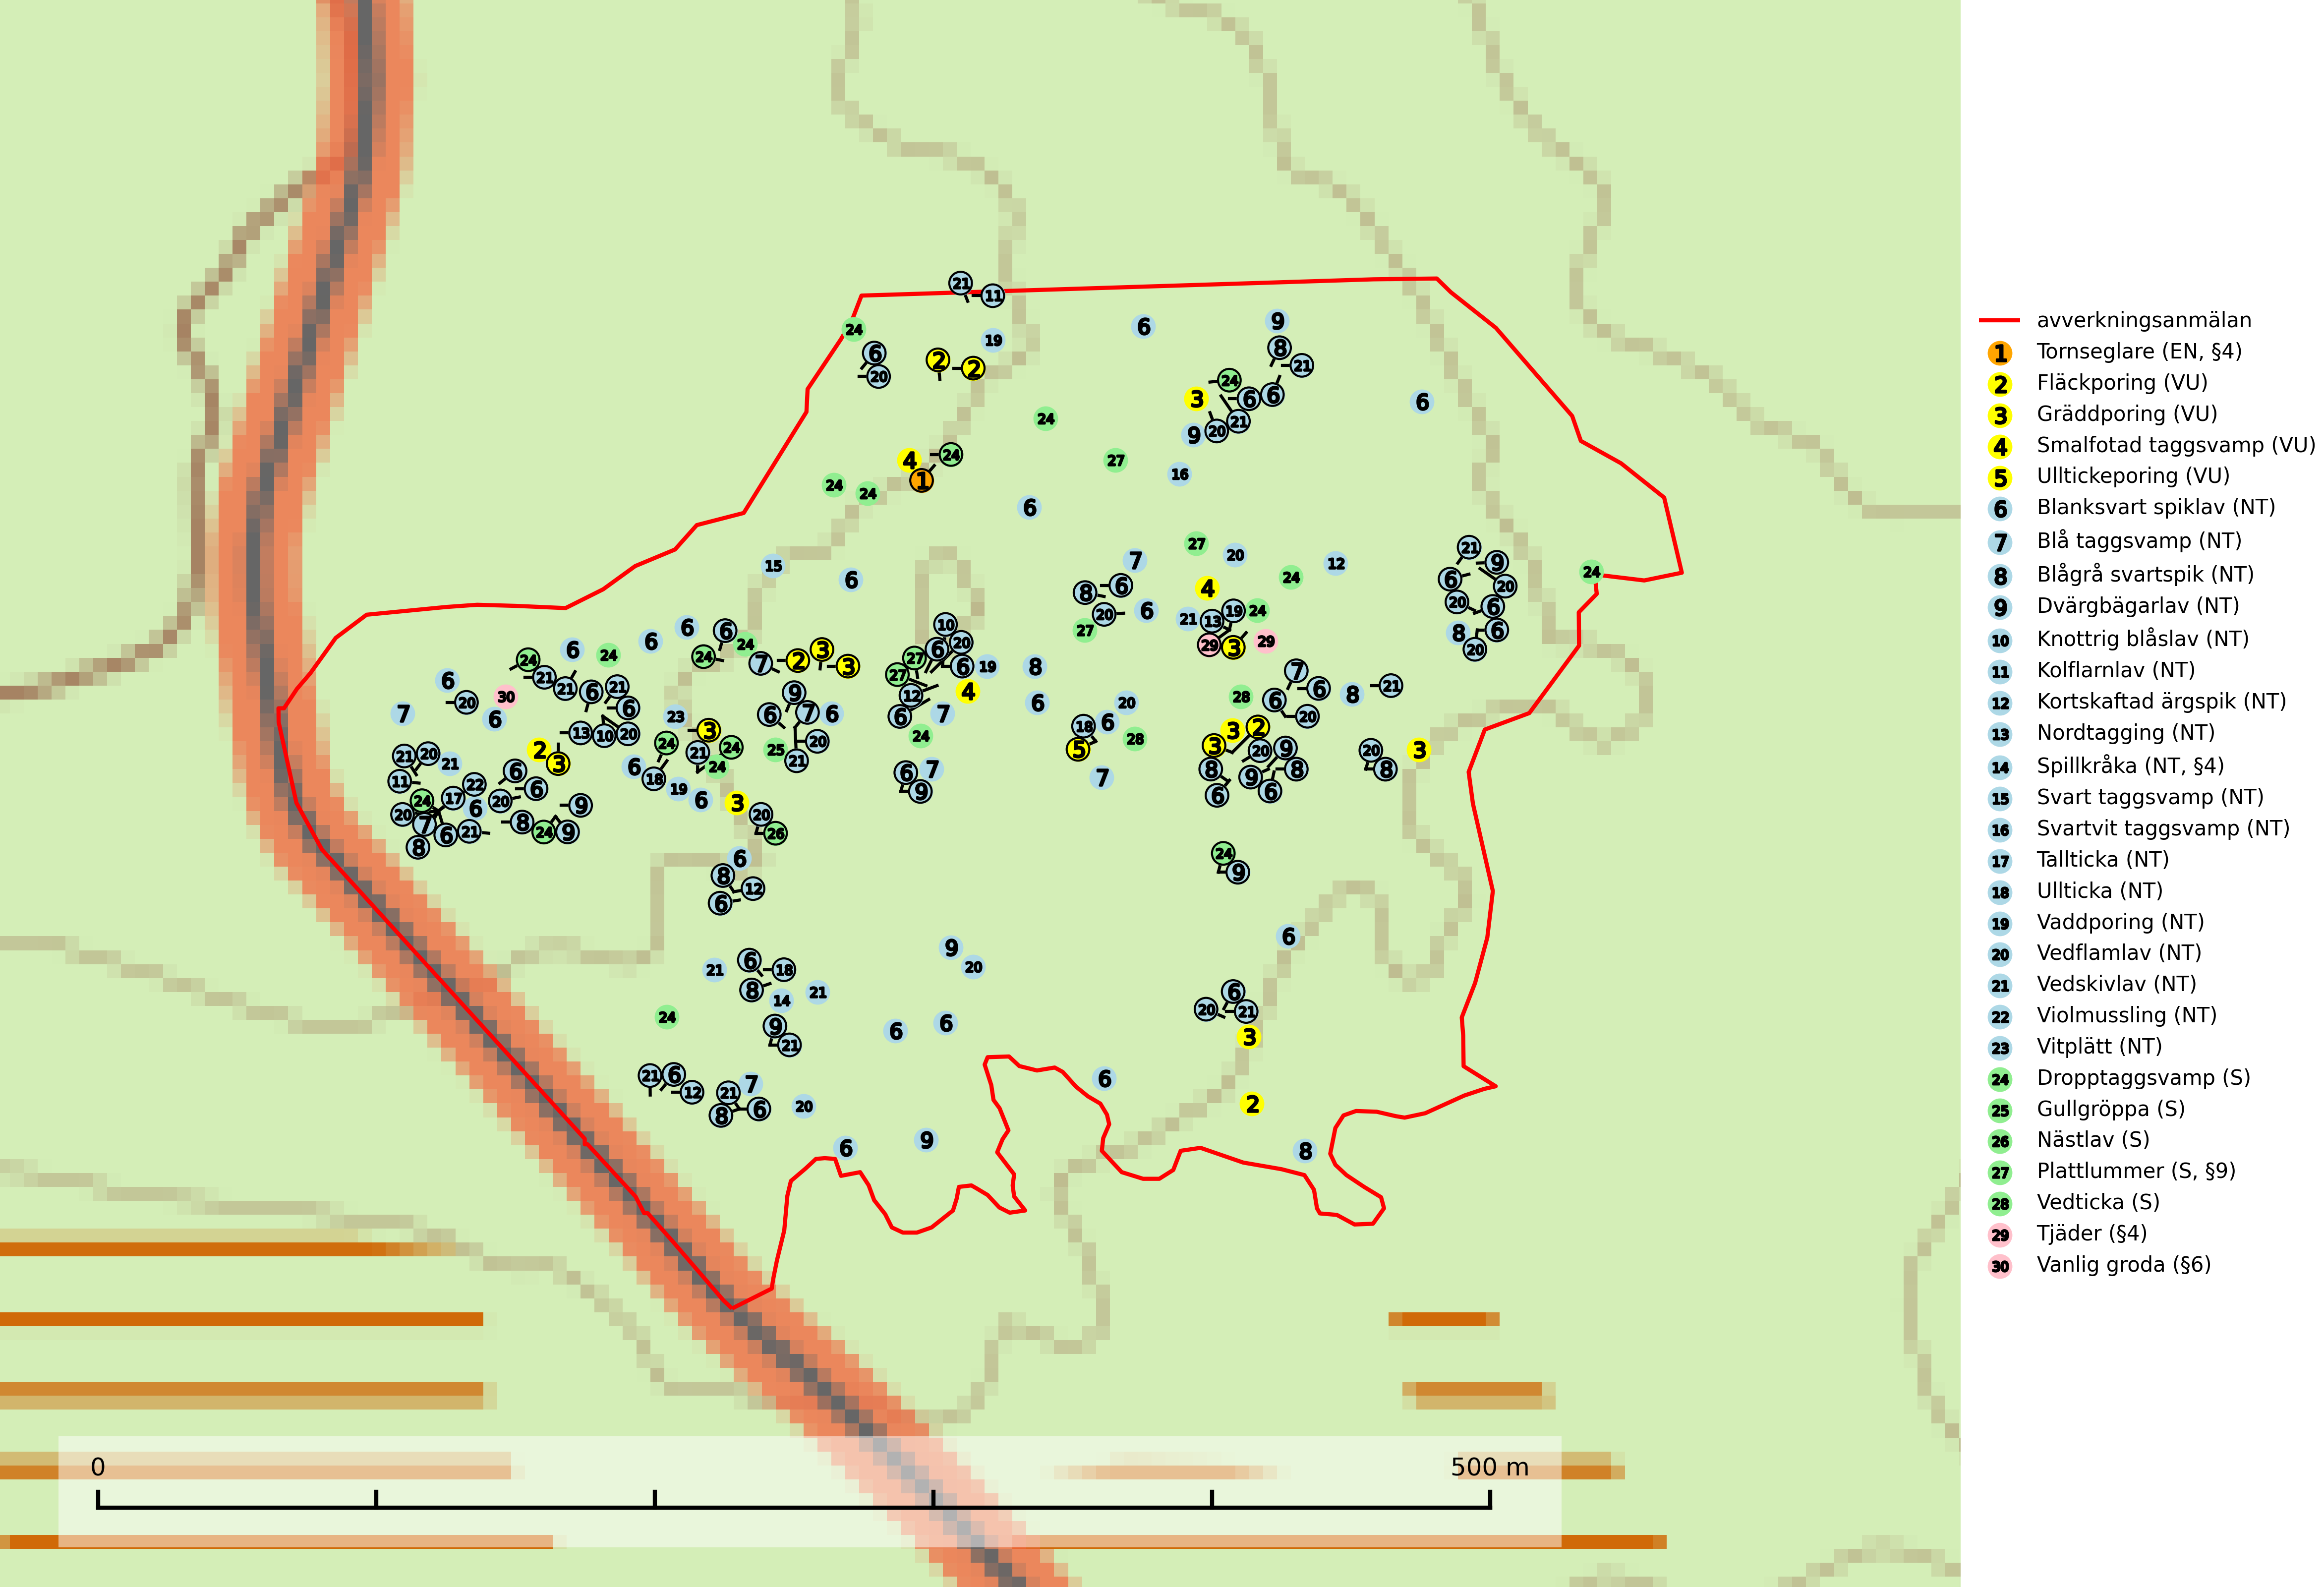 avverkningsanmälan
1 Tornseglare (EN, §4)
2 Fläckporing (VU)
3 Gräddporing (VU)
4 Smalfotad taggsvamp (VU)
5 Ulltickeporing (VU)
6 Blanksvart spiklav (NT)
7 Blå taggsvamp (NT)
8 Blågrå svartspik (NT)
9 Dvärgbägarlav (NT)
10 Knottrig blåslav (NT)
11 Kolflarnlav (NT)
12 Kortskaftad ärgspik (NT)
13 Nordtagging (NT)
14 Spillkråka (NT, §4)
15 Svart taggsvamp (NT)
16 Svartvit taggsvamp (NT)
17 Tallticka (NT)
18 Ullticka (NT)
19 Vaddporing (NT)
20 Vedflamlav (NT)
21 Vedskivlav (NT)
22 Violmussling (NT)
23 Vitplätt (NT)
24 Dropptaggsvamp (S)
25 Gullgröppa (S)
26 Nästlav (S)
27 Plattlummer (S, §9)
28 Vedticka (S)
29 Tjäder (§4)
30 Vanlig groda (§6)
0 500 m